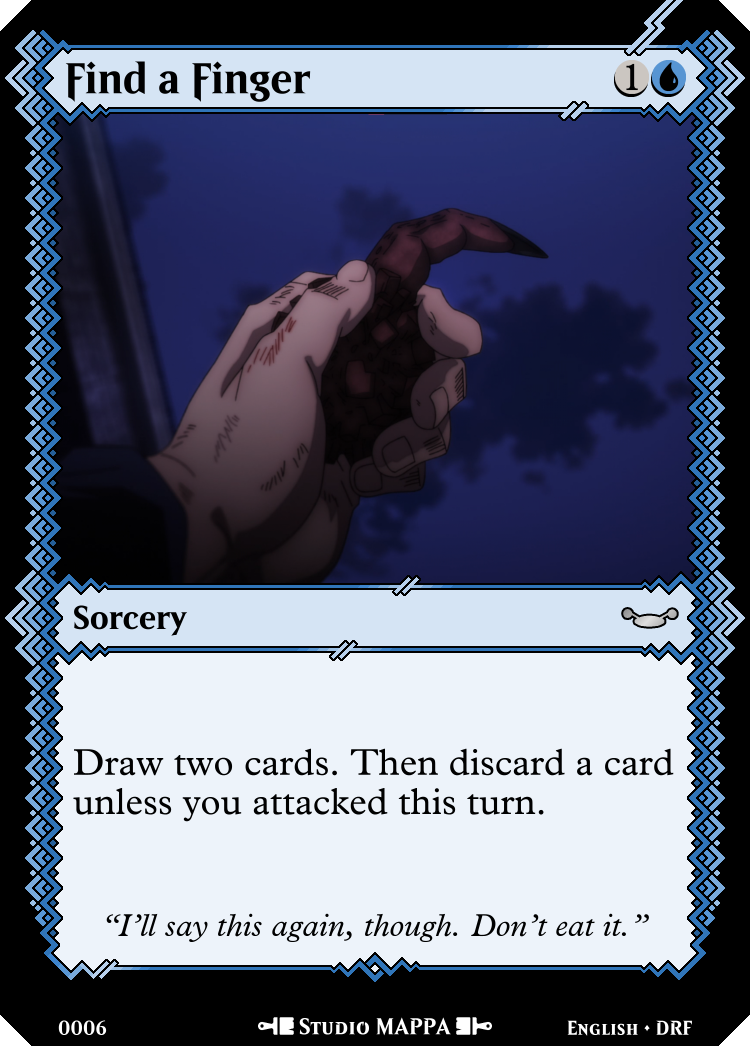 Find a Finger
1
Sorcery
Draw two cards. Then discard a card
unless you attacked this turn.
“I’ll say this again, though. Don’t eat it.”
0006
Studio MAPPA
English • DRF